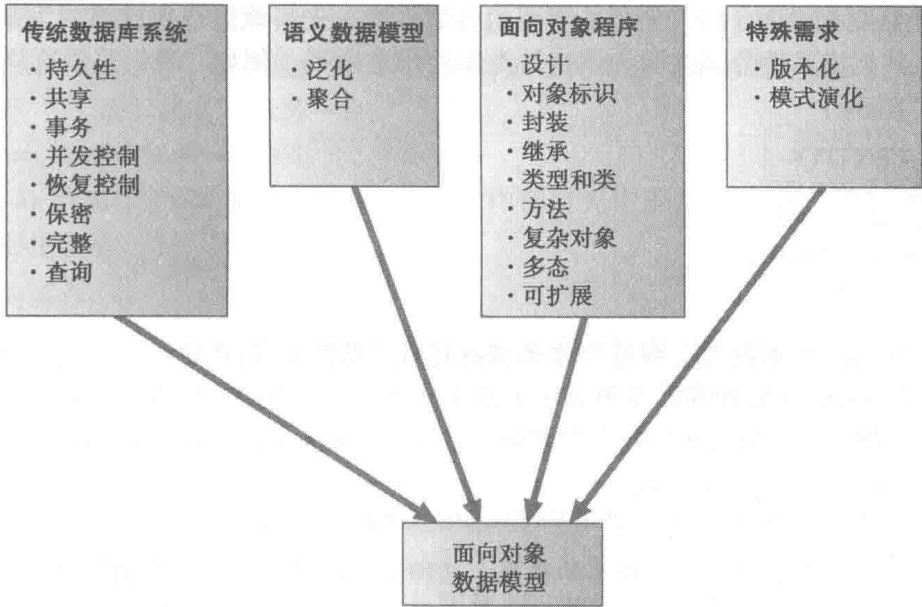 传统数据库系统
· 持久性
· 共享
· 事务
· 并发控制
· 恢复控制
· 保密
· 完整
· 查询
语义数据模型
· 泛化
· 聚合
面向对象程序
· 设计
· 对象标识
· 封装
· 继承
· 类型和类
· 方法
· 复杂对象
· 多态
· 可扩展
特殊需求
· 版本化
· 模式演化
面向对象
数据模型